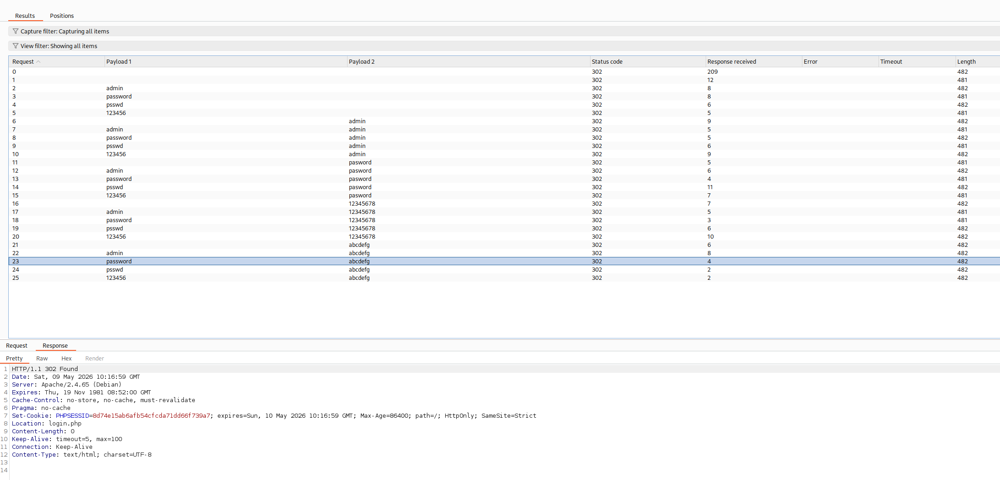 Results Positions
Capture filter: Capturing all items
View filter: Showing all items
Request Payload 1 Payload 2 Status code Response received Error Timeout Length
0 302 209 482
1 302 12 481
2 admin 302 8 482
3 password 302 8 481
4 psswd 302 6 482
5 123456 302 5 481
6 admin 302 9 482
7 admin admin 302 5 481
8 password admin 302 5 482
9 psswd admin 302 6 481
10 123456 admin 302 9 482
11 pasword 302 5 481
12 admin pasword 302 6 482
13 password pasword 302 4 481
14 psswd pasword 302 11 482
15 123456 pasword 302 7 481
16 12345678 302 7 482
17 admin 12345678 302 5 481
18 password 12345678 302 3 481
19 psswd 12345678 302 6 482
20 123456 12345678 302 10 482
21 abcdefg 302 6 482
22 admin abcdefg 302 8 482
23 password abcdefg 302 4 482
24 psswd abcdefg 302 2 482
25 123456 abcdefg 302 2 482
Request Response
Pretty Raw Hex Render
1 HTTP/1.1 302 Found
2 Date: Sat, 09 May 2026 10:16:59 GMT
3 Server: Apache/2.4.65 (Debian)
4 Expires: Thu, 19 Nov 1981 08:52:00 GMT
5 Cache-Control: no-store, no-cache, must-revalidate
6 Pragma: no-cache
7 Set-Cookie: PHPSESSID=8d74e15ab6afb54cfcda71dd66f739a7; expires=Sun, 10 May 2026 10:16:59 GMT; Max-Age=86400; path=/; HttpOnly; SameSite=Strict
8 Location: login.php
9 Content-Length: 0
10 Keep-Alive: timeout=5, max=100
11 Connection: Keep-Alive
12 Content-Type: text/html; charset=UTF-8
13
14